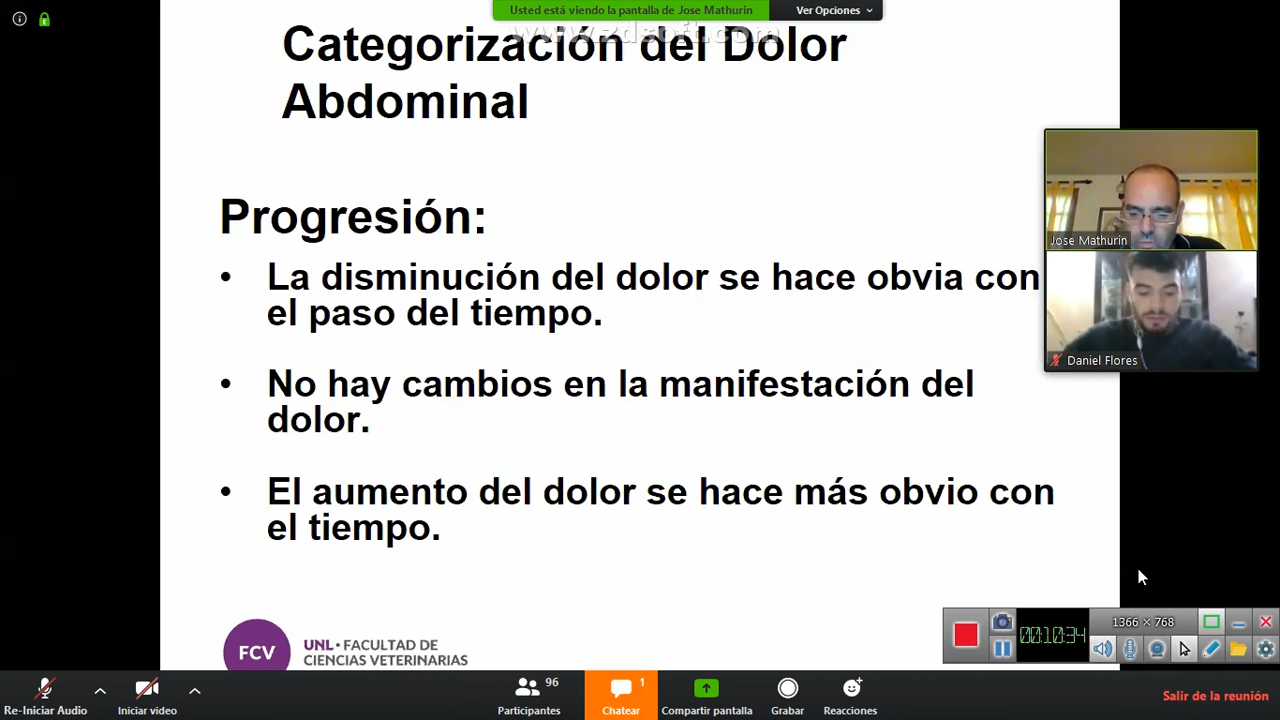 Usted está viendo la pantalla de Jose Mathurin
Ver Opciones
www.zdsoft.com
Categorización del Dolor
Abdominal
Progresión:
• La disminución del dolor se hace obvia con
el paso del tiempo.
• No hay cambios en la manifestación del
dolor.
• El aumento del dolor se hace más obvio con
el tiempo.
Jose Mathurin
Daniel Flores
FCV
UNL • FACULTAD DE
CIENCIAS VETERINARIAS
1366 × 768
00:10:34
Re-Iniciar Audio
Iniciar video
96
Participantes
1
Chatear
Compartir pantalla
Grabar
Reacciones
Salir de la reunión